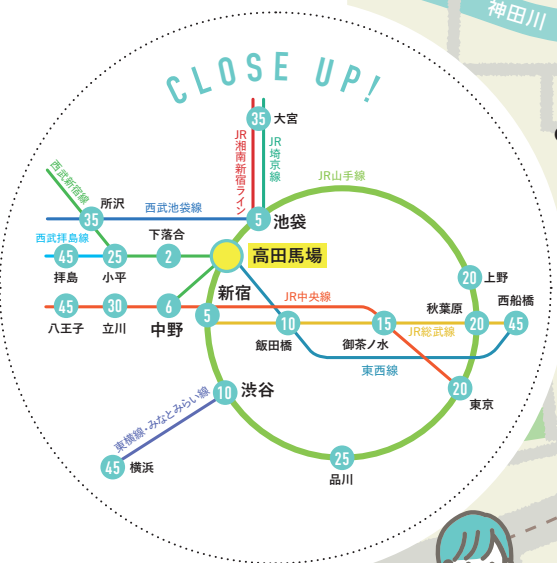 神田川
CLOSE UP!
35
大宮
JR湘南新宿ライン
JR埼京線
西武新宿線
JR山手線
所沢
35
西武池袋線
5
池袋
西武拝島線
下落合
45
25
2
高田馬場
拝島
小平
20
上野
新宿
JR中央線
西船橋
45
30
6
5
秋葉原
八王子
立川
中野
10
15
20
45
飯田橋
御茶ノ水
JR総武線
東西線
10
渋谷
20
東京
東横線・みなとみらい線
45
横浜
25
品川